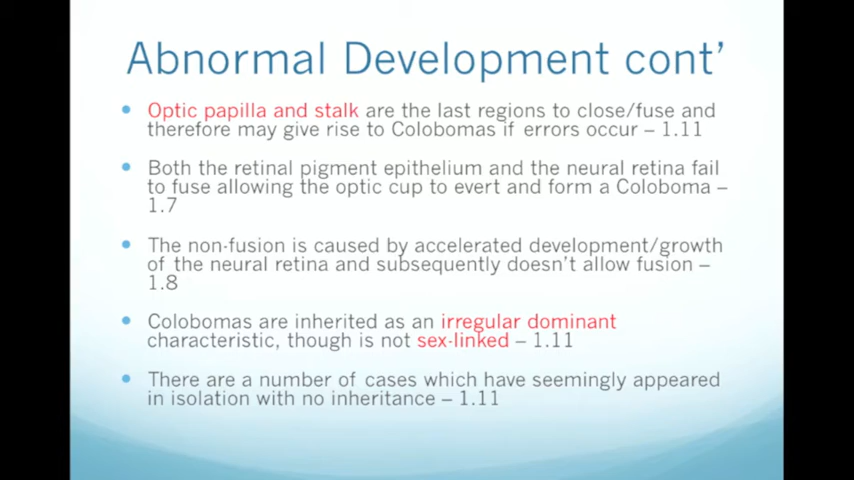 Abnormal Development cont’
• Optic papilla and stalk are the last regions to close/fuse and
therefore may give rise to Colobomas if errors occur – 1.11
• Both the retinal pigment epithelium and the neural retina fail
to fuse allowing the optic cup to evert and form a Coloboma –
1.7
• The non-fusion is caused by accelerated development/growth
of the neural retina and subsequently doesn’t allow fusion –
1.8
• Colobomas are inherited as an irregular dominant
characteristic, though is not sex-linked – 1.11
• There are a number of cases which have seemingly appeared
in isolation with no inheritance – 1.11